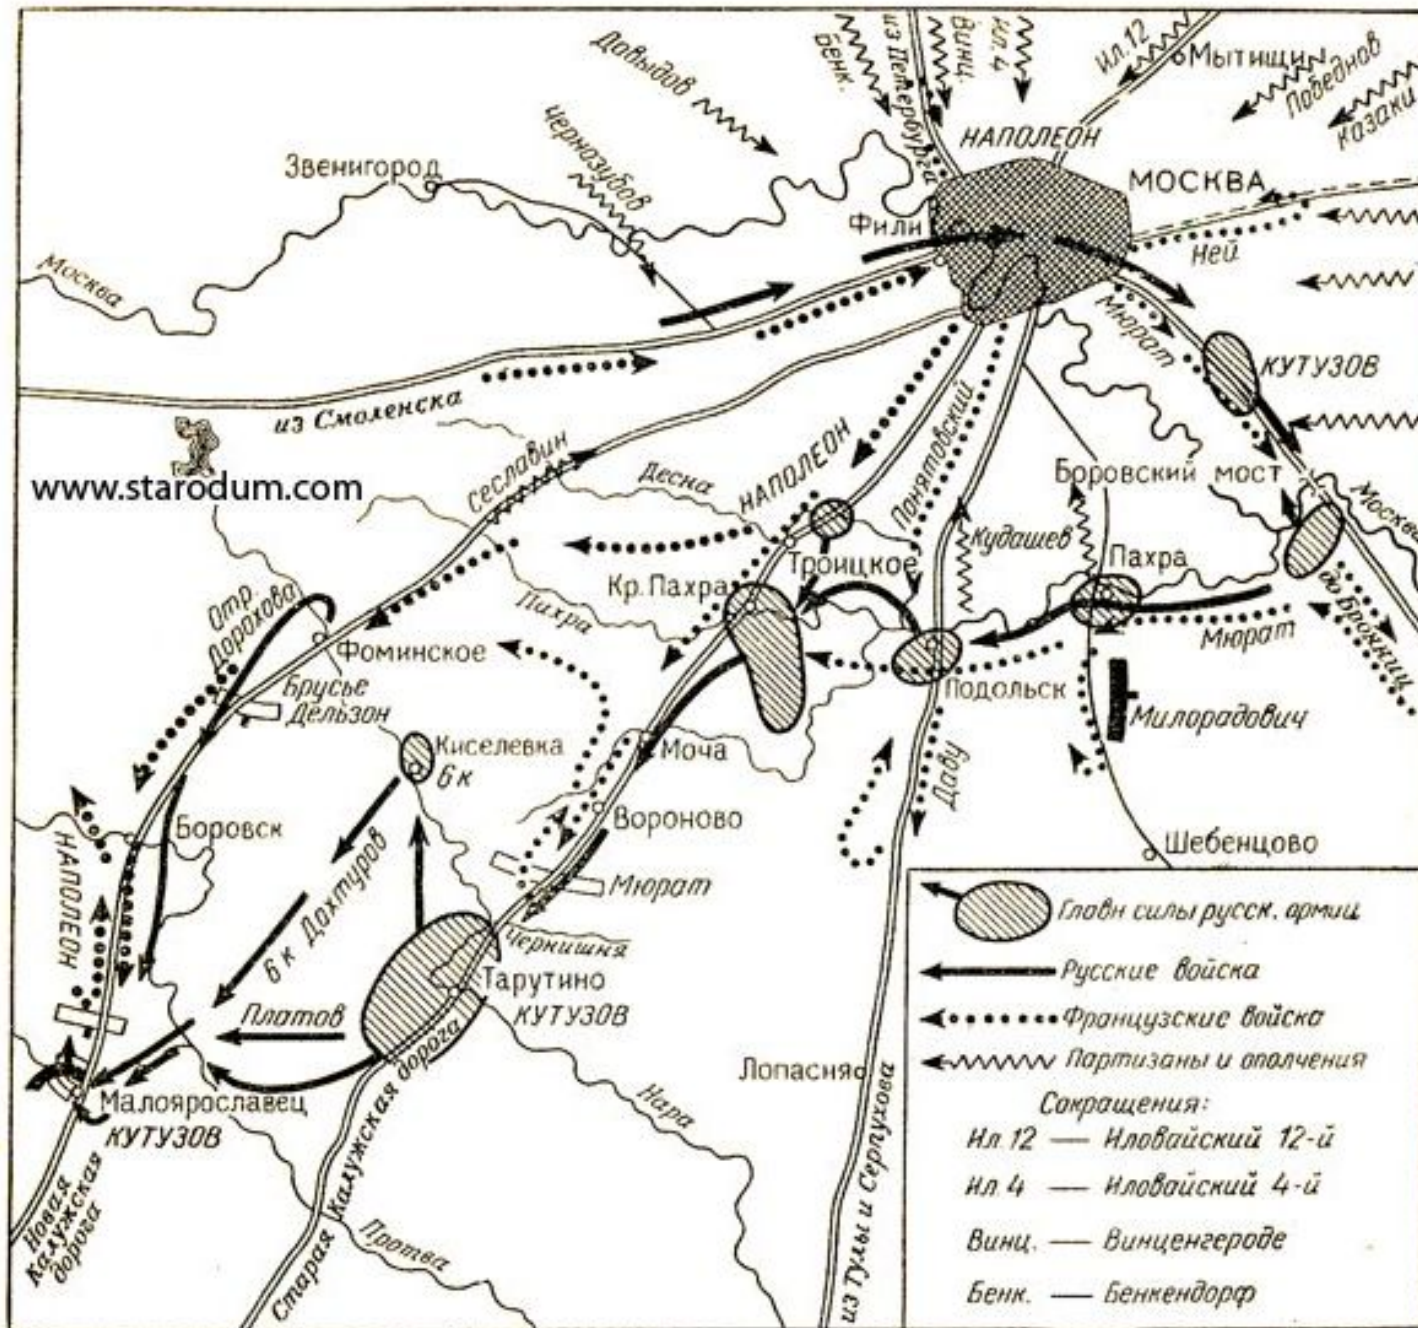 Давыдов
Бенк.
из Петербурга
Винц.
Ил. 4
Ил. 12
Мытищи
Победнов
казаки
Чернозубов
НАПОЛЕОН
Звенигород
МОСКВА
Фили
Ней
Москва
Мюрат
КУТУЗОВ
из Смоленска
www.starodum.com
Сеславин
Десна
НАПОЛЕОН
Понятовский
Боровский мост
Москва
Кудашев
Пахра
Троицкое
Кр. Пахра
Отр.
Дорохова
Пахра
до Бронниц
Мюрат
Фоминское
Брусье
Дельзон
Подольск
Милорадович
Киселевка
6 к
Моча
Даву
Вороново
Боровск
Шебенцово
НАПОЛЕОН
Мюрат
6 к Дохтуров
Чернишня
Тарутино
КУТУЗОВ
Платов
Лопасня
Малоярославец
КУТУЗОВ
Нара
Новая
Калужская
дорога
Старая Калужская дорога
Протва
из Тулы и Серпухова
Главн силы русск. армии
Русские войска
Французские войска
Партизаны и ополчения
Сокращения:
Ил. 12 — Иловайский 12-й
Ил. 4 — Иловайский 4-й
Винц. — Винценгероде
Бенк. — Бенкендорф